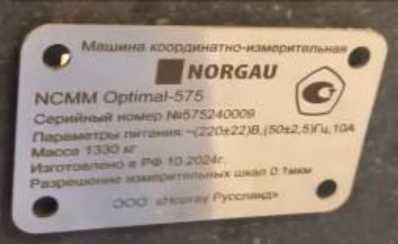 Машина координатно-измерительная
NORGAU
NCMM Optimal-575
Серийный номер №575240009
Параметры питания: ~(220±22)В,(50±2,5)Гц,10А
Масса 1330 кг
Изготовлено в РФ 10.2024г.
Разрешение измерительных шкал 0.1мкм
ООО «Норгау Руссланд»